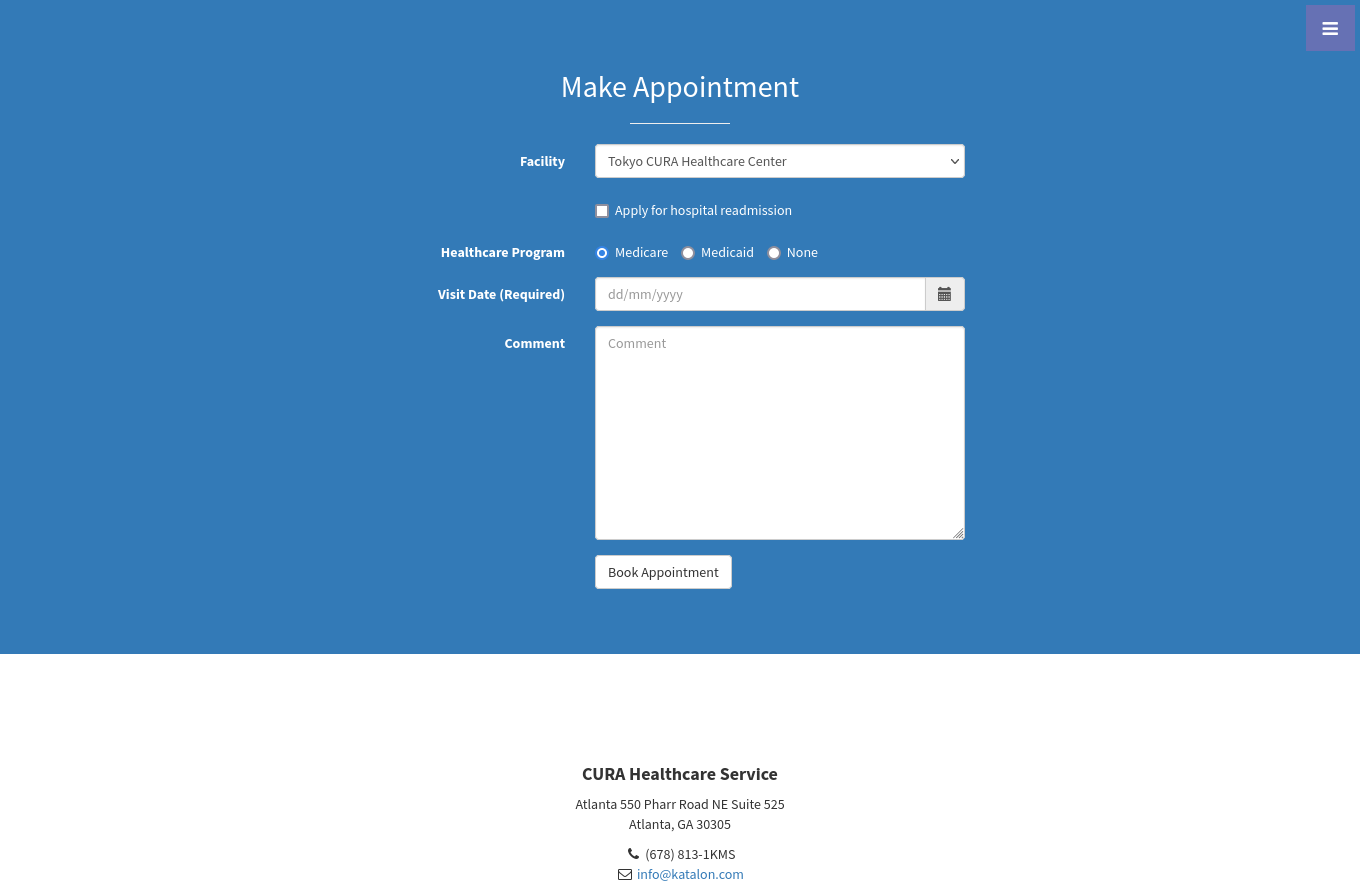 Make Appointment
Facility
Tokyo CURA Healthcare Center
Apply for hospital readmission
Healthcare Program
Medicare Medicaid None
Visit Date (Required)
dd/mm/yyyy
Comment
Comment
Book Appointment
CURA Healthcare Service
Atlanta 550 Pharr Road NE Suite 525
Atlanta, GA 30305
(678) 813-1KMS
info@katalon.com